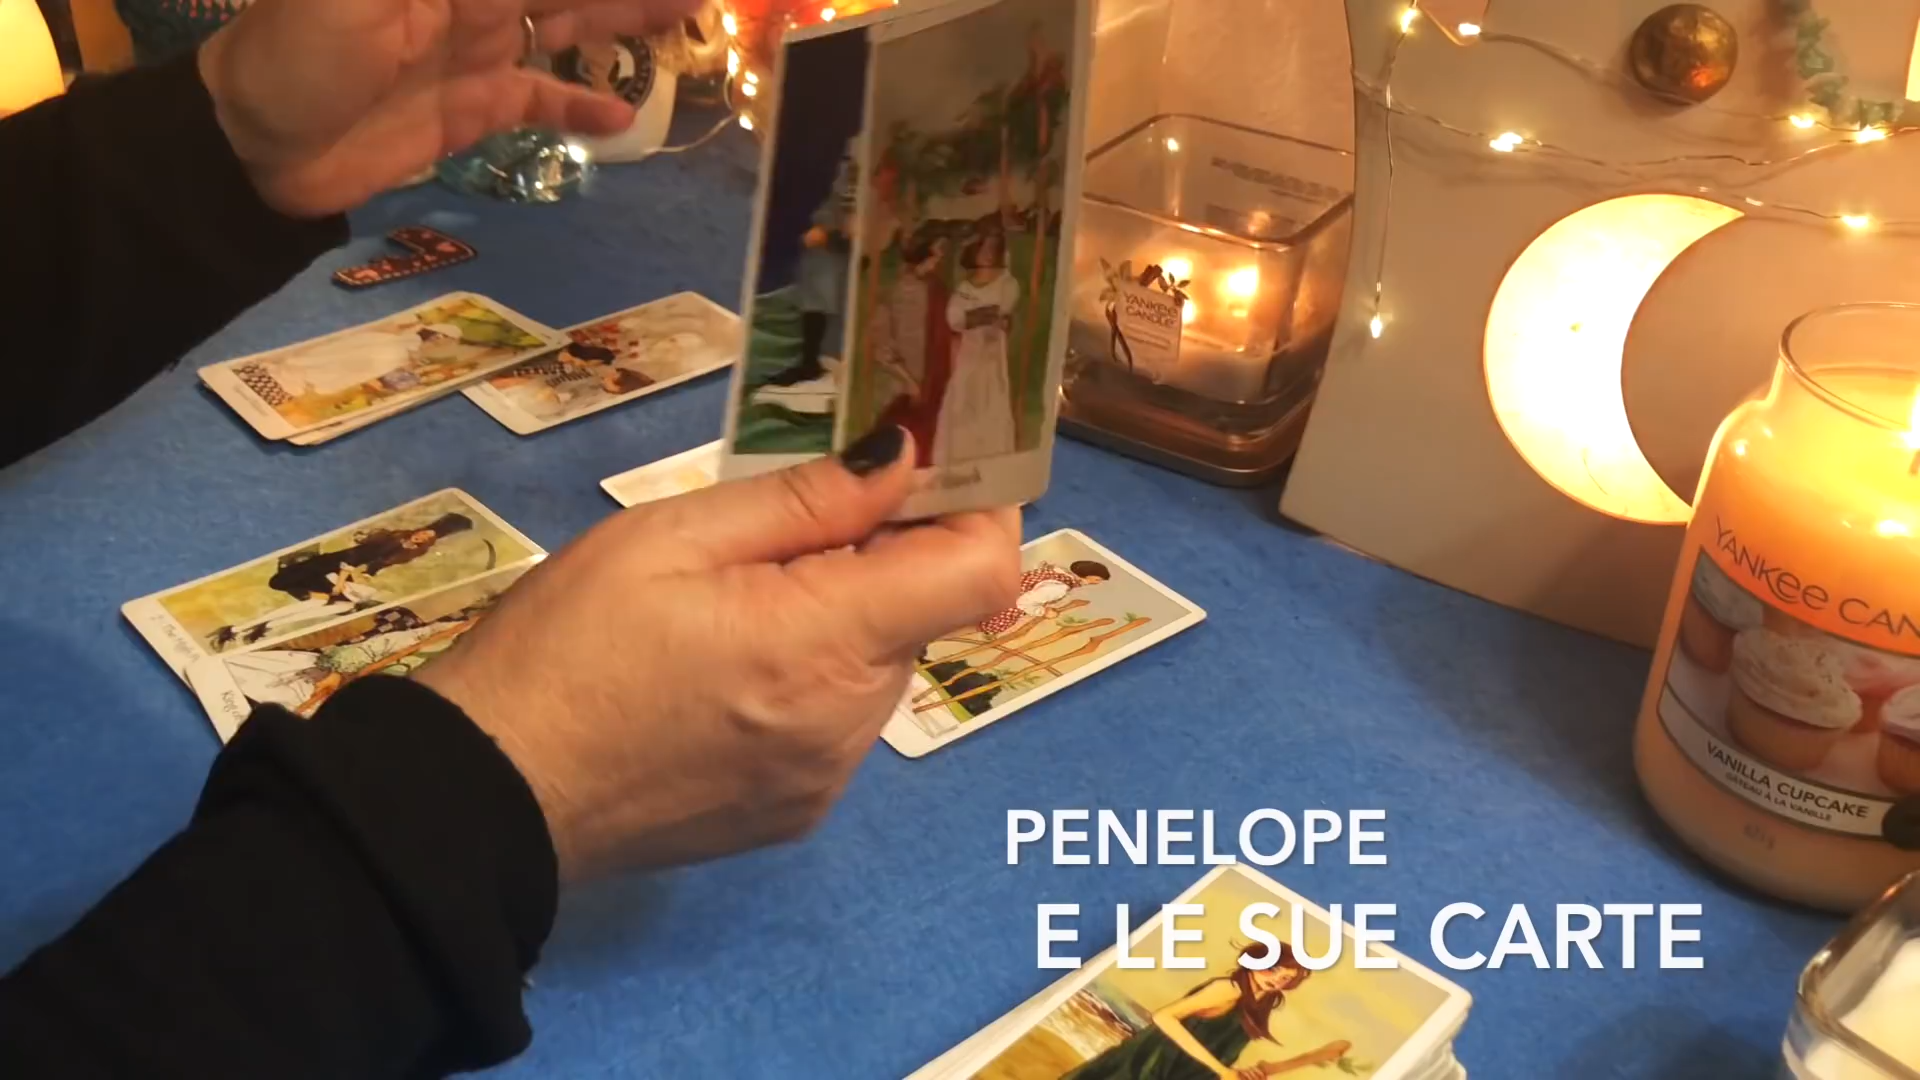 YANKEE
CANDLE
YANKEE CAN
VANILLA CUPCAKE
GÂTEAU À LA VANILLE
PENELOPE
E LE SUE CARTE